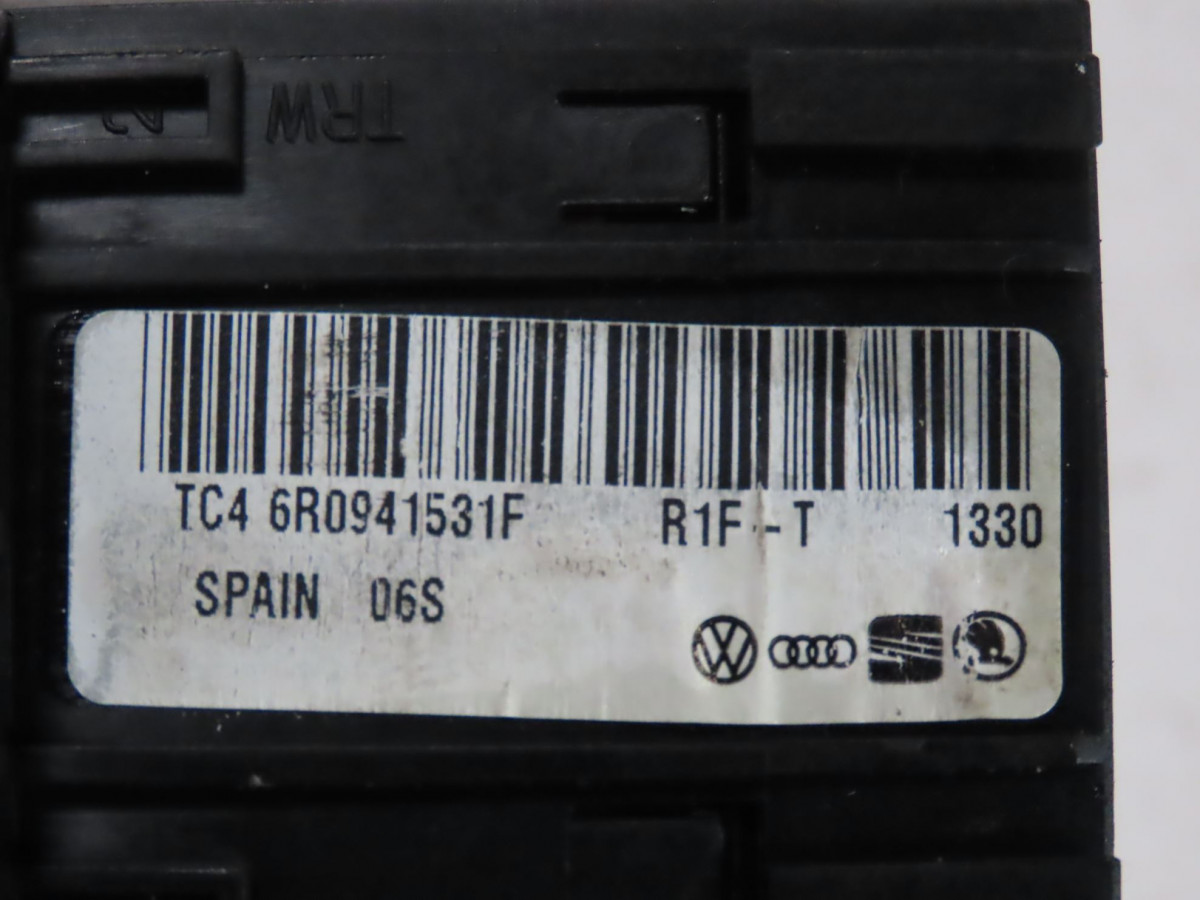 TRW
TC4 6R0941531F R1F-T 1330
SPAIN 06S